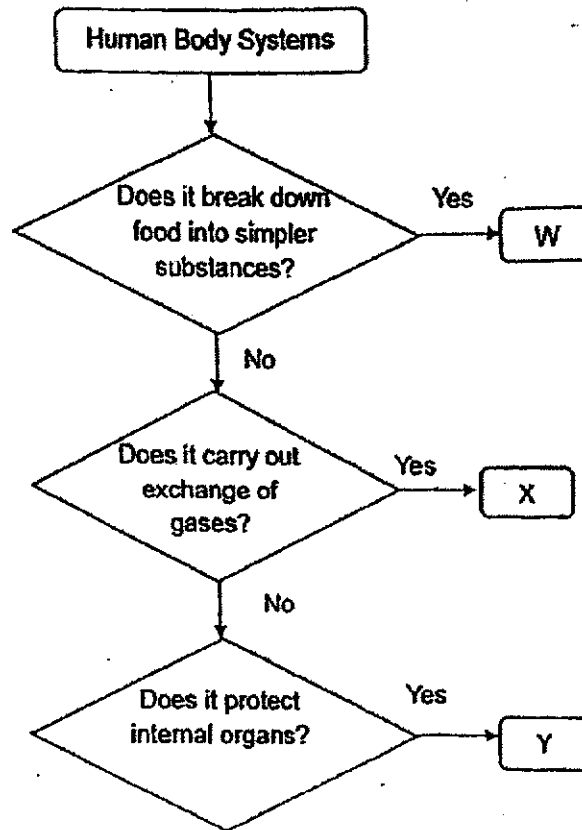 Human Body Systems
Does it break down
food into simpler
substances?
Yes
W
No
Does it carry out
exchange of
gases?
Yes
X
No
Does it protect
internal organs?
Yes
Y